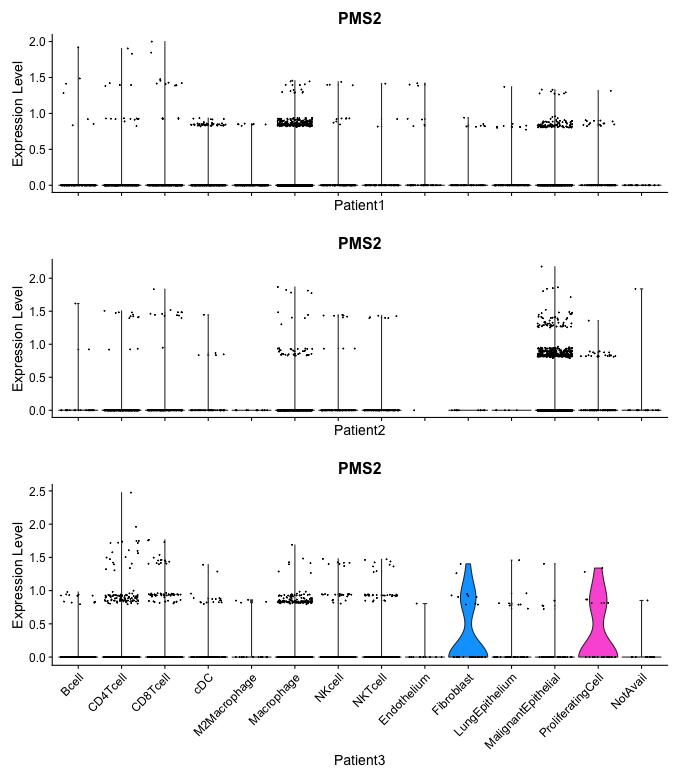 PMS2
Expression Level
2.0
1.5
1.0
0.5
0.0
Patient1
PMS2
Expression Level
2.0
1.5
1.0
0.5
0.0
Patient2
PMS2
Expression Level
2.5
2.0
1.5
1.0
0.5
0.0
Bcell
CD4Tcell
CD8Tcell
cDC
M2Macrophage
Macrophage
NKcell
NKTcell
Endothelium
Fibroblast
LungEpithelium
MalignantEpithelial
ProliferatingCell
NotAvail
Patient3